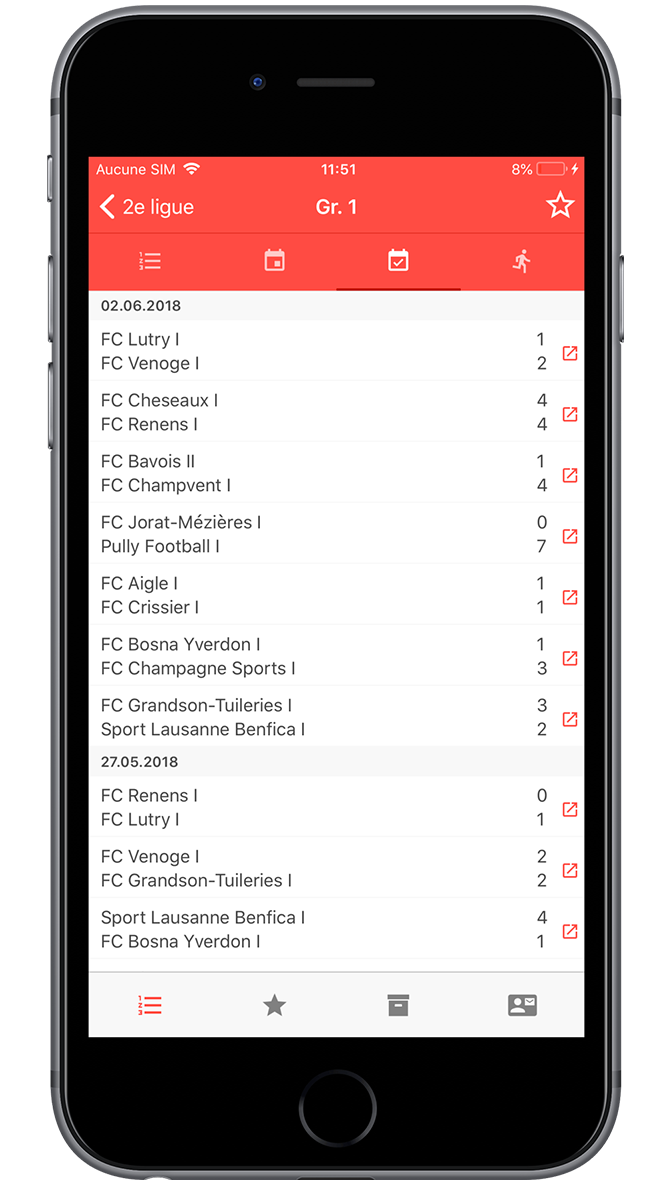 Aucune SIM 11:51 8%
2e ligue Gr. 1
02.06.2018
FC Lutry I 1
FC Venoge I 2
FC Cheseaux I 4
FC Renens I 4
FC Bavois II 1
FC Champvent I 4
FC Jorat-Mézières I 0
Pully Football I 7
FC Aigle I 1
FC Crissier I 1
FC Bosna Yverdon I 1
FC Champagne Sports I 3
FC Grandson-Tuileries I 3
Sport Lausanne Benfica I 2
27.05.2018
FC Renens I 0
FC Lutry I 1
FC Venoge I 2
FC Grandson-Tuileries I 2
Sport Lausanne Benfica I 4
FC Bosna Yverdon I 1